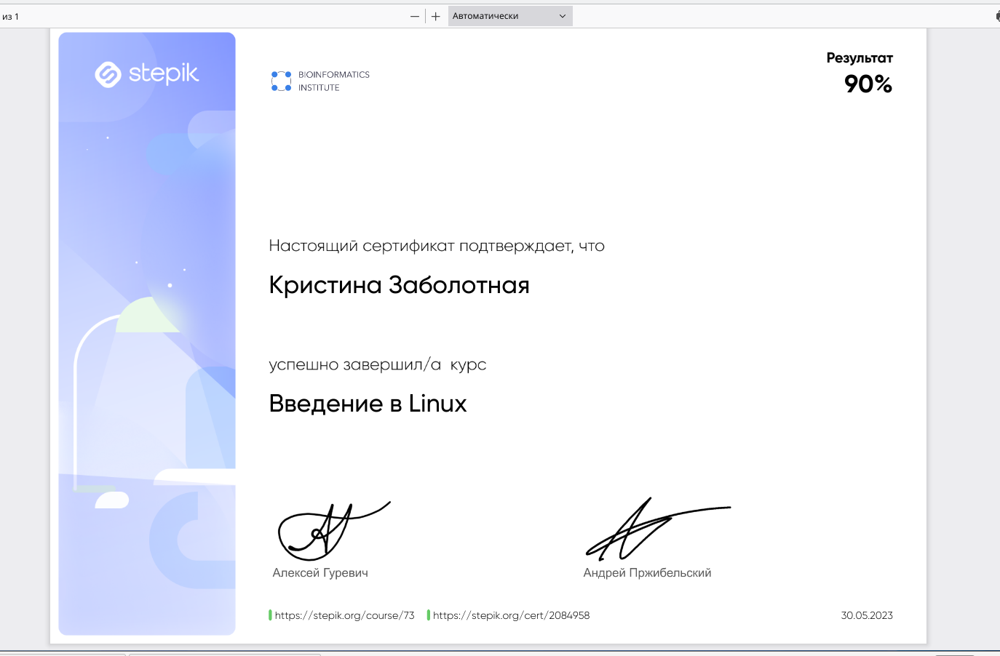 из 1
Автоматически
stepik
BIOINFORMATICS
INSTITUTE
Результат
90%
Настоящий сертификат подтверждает, что
Кристина Заболотная
успешно завершил/а  курс
Введение в Linux
Алексей Гуревич
Андрей Пржибельский
https://stepik.org/course/73
https://stepik.org/cert/2084958
30.05.2023